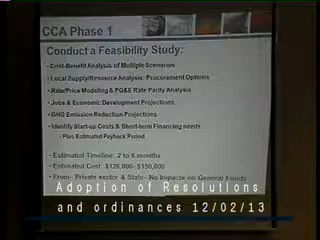 CCA Phase 1
Conduct a Feasibility Study:
• Cost-Benefit Analysis of Multiple Scenarios
• Local Supply/Resource Analysis: Procurement Options
• Rate/Price Modeling & PG&E Rate Parity Analysis
• Jobs & Economic Development Projections
• GHG Emission Reduction Projections
• Identify Start-up Costs & Short-term Financing needs
- Plus Estimated Payback Period
• Estimated Timeline: 2 to 6 months
• Estimated Cost: $126,000- $150,000
• From- Private sector & State- No Impacts on General Funds
Adoption of Resolutions
and ordinances 12/02/13